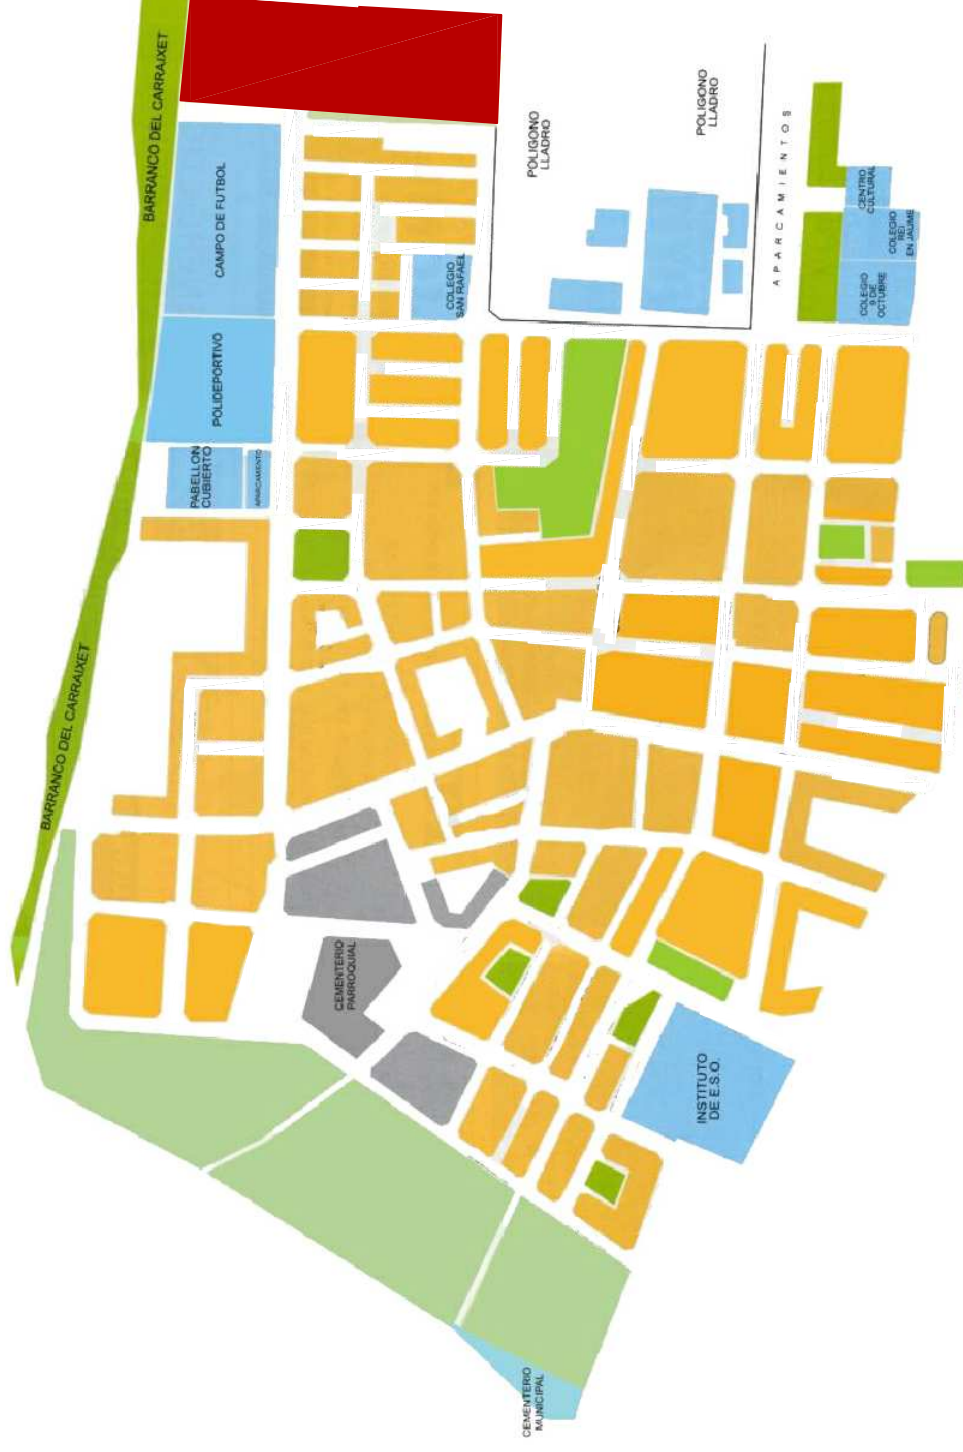 BARRANCO DEL CARRAIXET
CAMPO DE FUTBOL
POLIGONO
LLADRO
POLIGONO
LLADRO
APARCAMIENTOS
CENTRO
CULTURAL
COLEGIO
REI
EN JAUME
COLEGIO
9 DE
OCTUBRE
COLEGIO
SAN RAFAEL
POLIDEPORTIVO
PABELLON
CUBIERTO
APARCAMIENTO
BARRANCO DEL CARRAIXET
CEMENTERIO
PARROQUIAL
INSTITUTO
DE E.S.O.
CEMENTERIO
MUNICIPAL